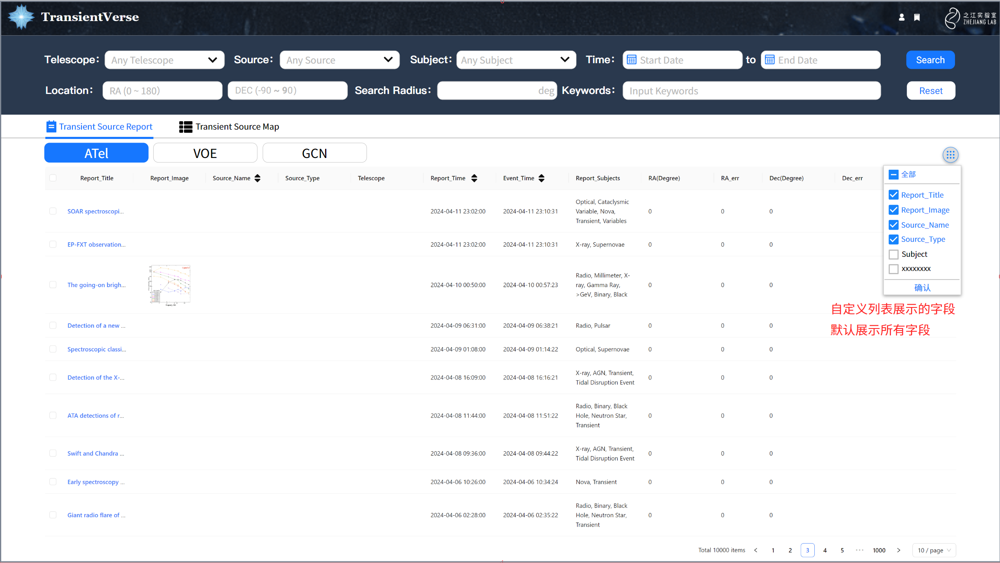 TransientVerse
之江实验室
ZHEJIANG LAB
Telescope: Any Telescope Source: Any Source Subject: Any Subject Time: Start Date to End Date Search
Location: RA (0 ~ 180) DEC (-90 ~ 90) Search Radius: deg Keywords: Input Keywords Reset
Transient Source Report Transient Source Map
ATel VOE GCN
Report_Title Report_Image Source_Name Source_Type Telescope Report_Time Event_Time Report_Subjects RA(Degree) RA_err Dec(Degree) Dec_err
全部
Report_Title
Report_Image
Source_Name
Source_Type
Subject
xxxxxxxx
确认
自定义列表展示的字段
默认展示所有字段
SOAR spectroscopi... 2024-04-11 23:02:00 2024-04-11 23:10:31 Optical, Cataclysmic
Variable, Nova,
Transient, Variables 0 0 0
EP-FXT observation... 2024-04-11 23:02:00 2024-04-11 23:10:31 X-ray, Supernovae 0 0 0
The going-on brigh... 2024-04-10 00:50:00 2024-04-10 00:57:23 Radio, Millimeter, X-
ray, Gamma Ray,
>GeV, Binary, Black 0 0 0
Detection of a new ... 2024-04-09 06:31:00 2024-04-09 06:38:21 Radio, Pulsar 0 0 0
Spectroscopic classi... 2024-04-09 01:08:00 2024-04-09 01:14:22 Optical, Supernovae 0 0 0
Detection of the X-... 2024-04-08 16:09:00 2024-04-08 16:16:21 X-ray, AGN, Transient,
Tidal Disruption Event 0 0 0
ATA detections of r... 2024-04-08 11:44:00 2024-04-08 11:51:22 Radio, Binary, Black
Hole, Neutron Star,
Transient 0 0 0
Swift and Chandra ... 2024-04-08 09:36:00 2024-04-08 09:44:22 X-ray, AGN, Transient,
Tidal Disruption Event 0 0 0
Early spectroscopy ... 2024-04-06 10:26:00 2024-04-06 10:34:24 Nova, Transient 0 0 0
Giant radio flare of ... 2024-04-06 02:28:00 2024-04-06 02:35:22 Radio, Binary, Black
Hole, Neutron Star,
Transient 0 0 0
Total 10000 items < 1 2 3 4 5 ••• 1000 > 10 / page